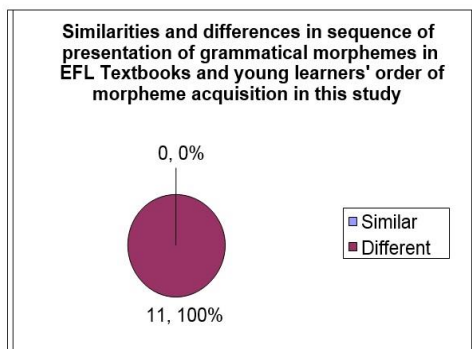 Similarities and differences in sequence of
presentation of grammatical morphemes in
EFL Textbooks and young learners' order of
morpheme acquisition in this study
0, 0%
Similar
Different
11, 100%